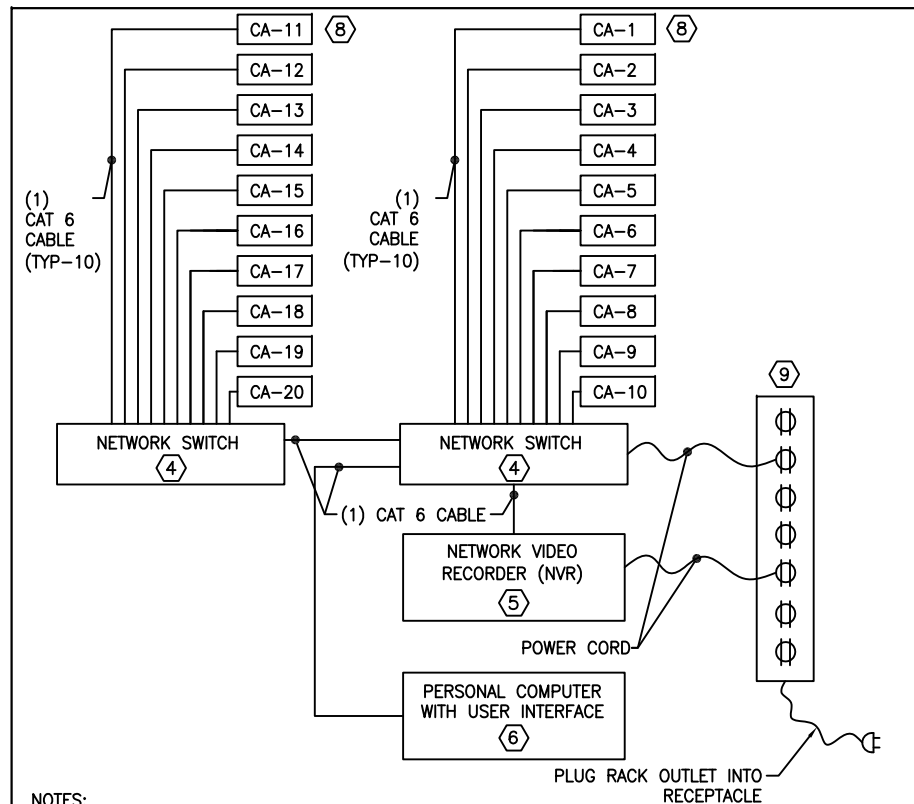 CA-11
8
CA-12
CA-13
CA-14
CA-15
CA-16
CA-17
CA-18
CA-19
CA-20
(1)
CAT 6
CABLE
(TYP-10)
CA-1
8
CA-2
CA-3
CA-4
CA-5
CA-6
CA-7
CA-8
CA-9
CA-10
(1)
CAT 6
CABLE
(TYP-10)
9
NETWORK SWITCH
4
NETWORK SWITCH
4
(1) CAT 6 CABLE
NETWORK VIDEO
RECORDER (NVR)
5
POWER CORD
PERSONAL COMPUTER
WITH USER INTERFACE
6
PLUG RACK OUTLET INTO
RECEPTACLE
NOTES: